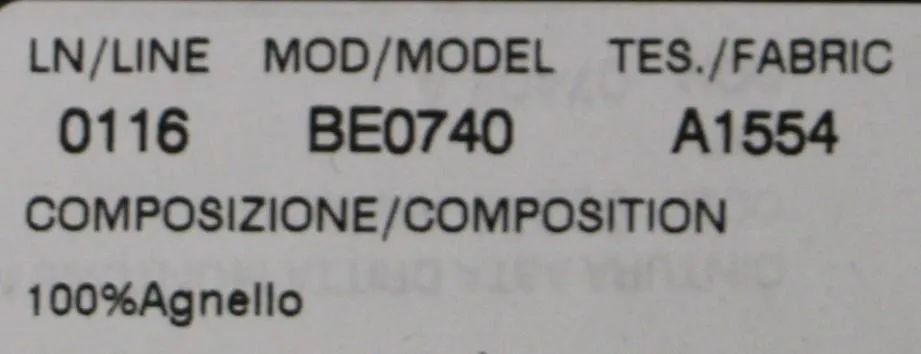 LN/LINE MOD/MODEL TES./FABRIC
0116 BE0740 A1554
COMPOSIZIONE/COMPOSITION
100%Agnello